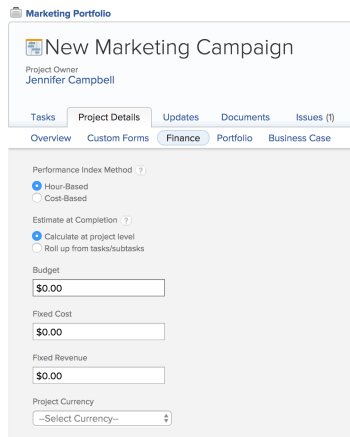 Marketing Portfolio
New Marketing Campaign
Project Owner
Jennifer Campbell
Tasks Project Details Updates Documents Issues (1)
Overview Custom Forms Finance Portfolio Business Case
Performance Index Method ?
Hour-Based
Cost-Based
Estimate at Completion ?
Calculate at project level
Roll up from tasks/subtasks
Budget
$0.00
Fixed Cost
$0.00
Fixed Revenue
$0.00
Project Currency
--Select Currency--